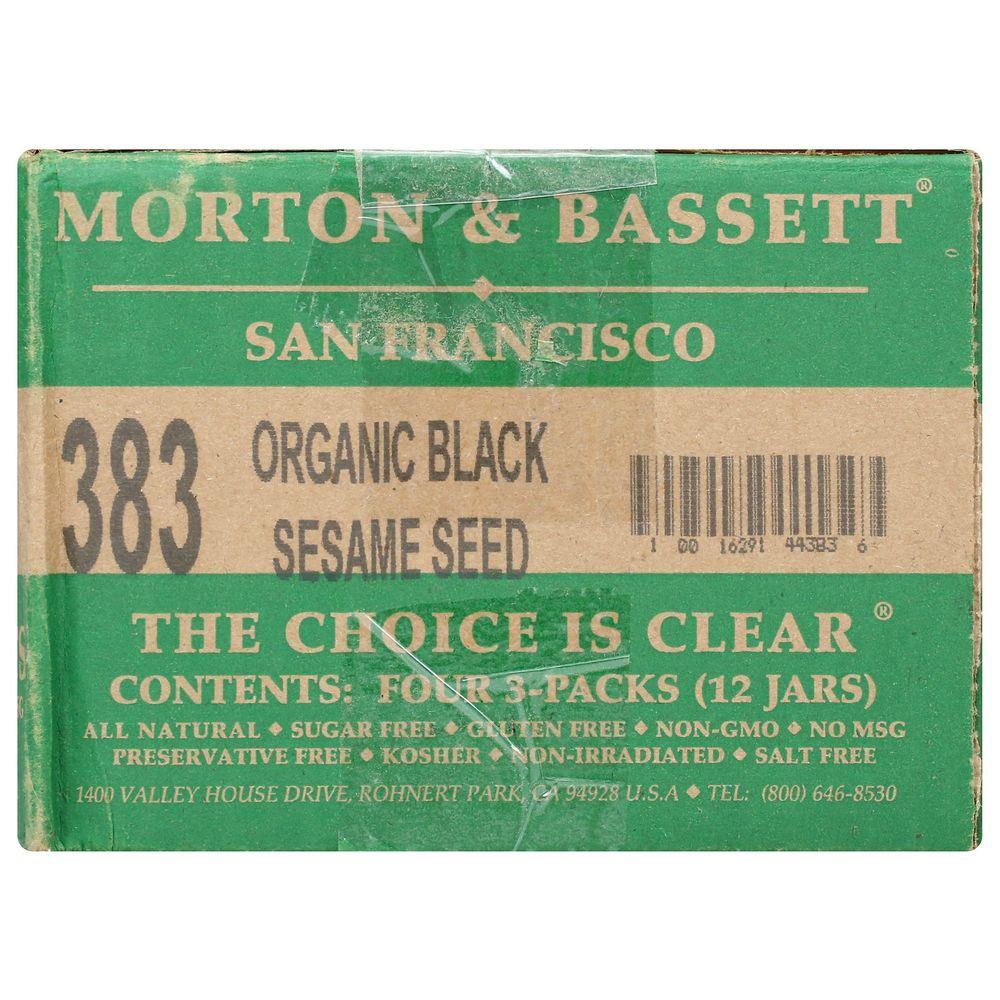 MORTON & BASSETT®
SAN FRANCISCO
383
ORGANIC BLACK
SESAME SEED
1 00 16291 44383 6
THE CHOICE IS CLEAR®
CONTENTS: FOUR 3-PACKS (12 JARS)
ALL NATURAL ◆ SUGAR FREE ◆ GLUTEN FREE ◆ NON-GMO ◆ NO MSG
PRESERVATIVE FREE ◆ KOSHER ◆ NON-IRRADIATED ◆ SALT FREE
1400 VALLEY HOUSE DRIVE, ROHNERT PARK, CA 94928 U.S.A ◆ TEL: (800) 646-8530